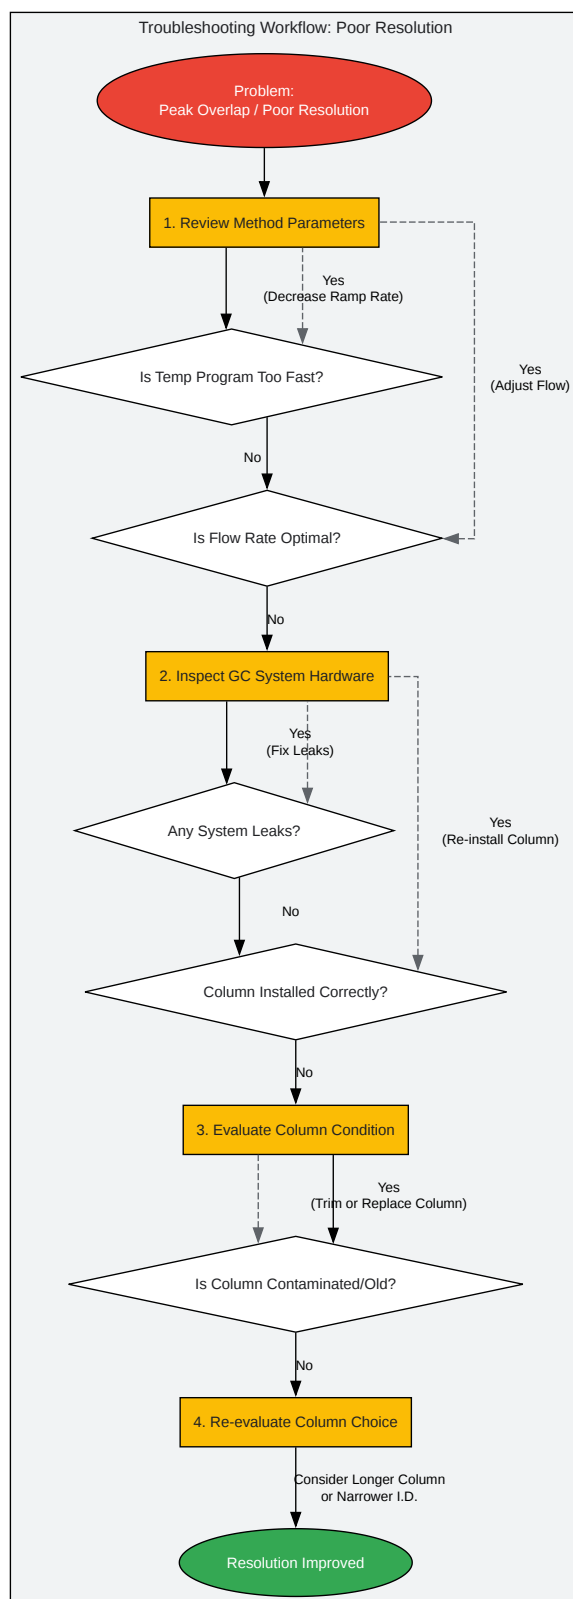 Troubleshooting Workflow: Poor Resolution
Problem:
Peak Overlap / Poor Resolution
1. Review Method Parameters
Yes
(Decrease Ramp Rate)
Yes
(Adjust Flow)
Is Temp Program Too Fast?
No
Is Flow Rate Optimal?
No
2. Inspect GC System Hardware
Yes
(Fix Leaks)
Yes
(Re-install Column)
Any System Leaks?
No
Column Installed Correctly?
No
3. Evaluate Column Condition
Yes
(Trim or Replace Column)
Is Column Contaminated/Old?
No
4. Re-evaluate Column Choice
Consider Longer Column
or Narrower I.D.
Resolution Improved